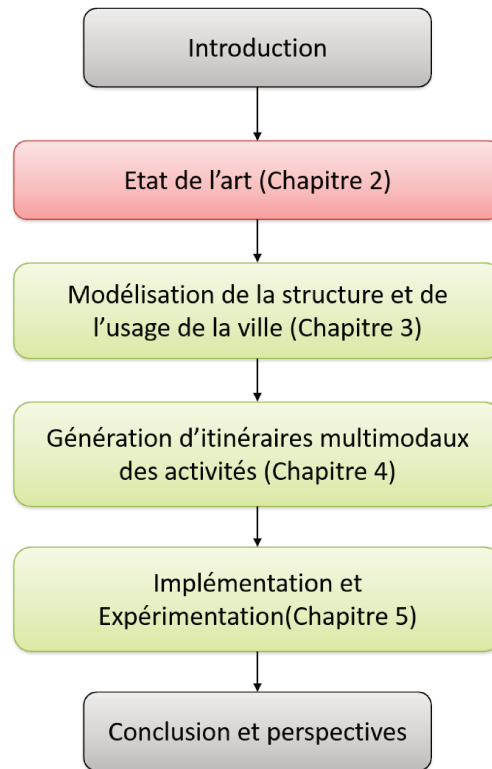 Introduction
Etat de l'art (Chapitre 2)
Modélisation de la structure et de
l'usage de la ville (Chapitre 3)
Génération d'itinéraires multimodaux
des activités (Chapitre 4)
Implémentation et
Expérimentation(Chapitre 5)
Conclusion et perspectives